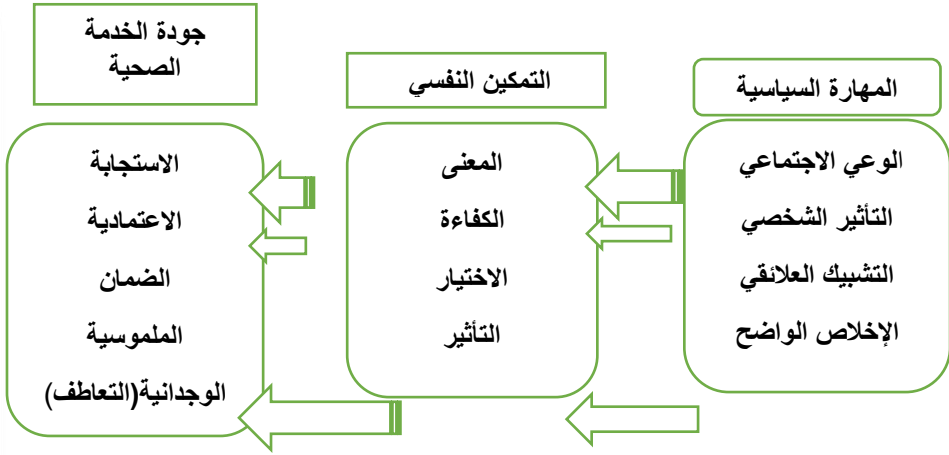 المهارة السياسية
الوعي الاجتماعي
التأثير الشخصي
التشبيك العلائقي
الإخلاص الواضح
التمكين النفسي
المعنى
الكفاءة
الاختيار
التأثير
جودة الخدمة
الصحية
الاستجابة
الاعتمادية
الضمان
الملموسية
الوجدانية(التعاطف)